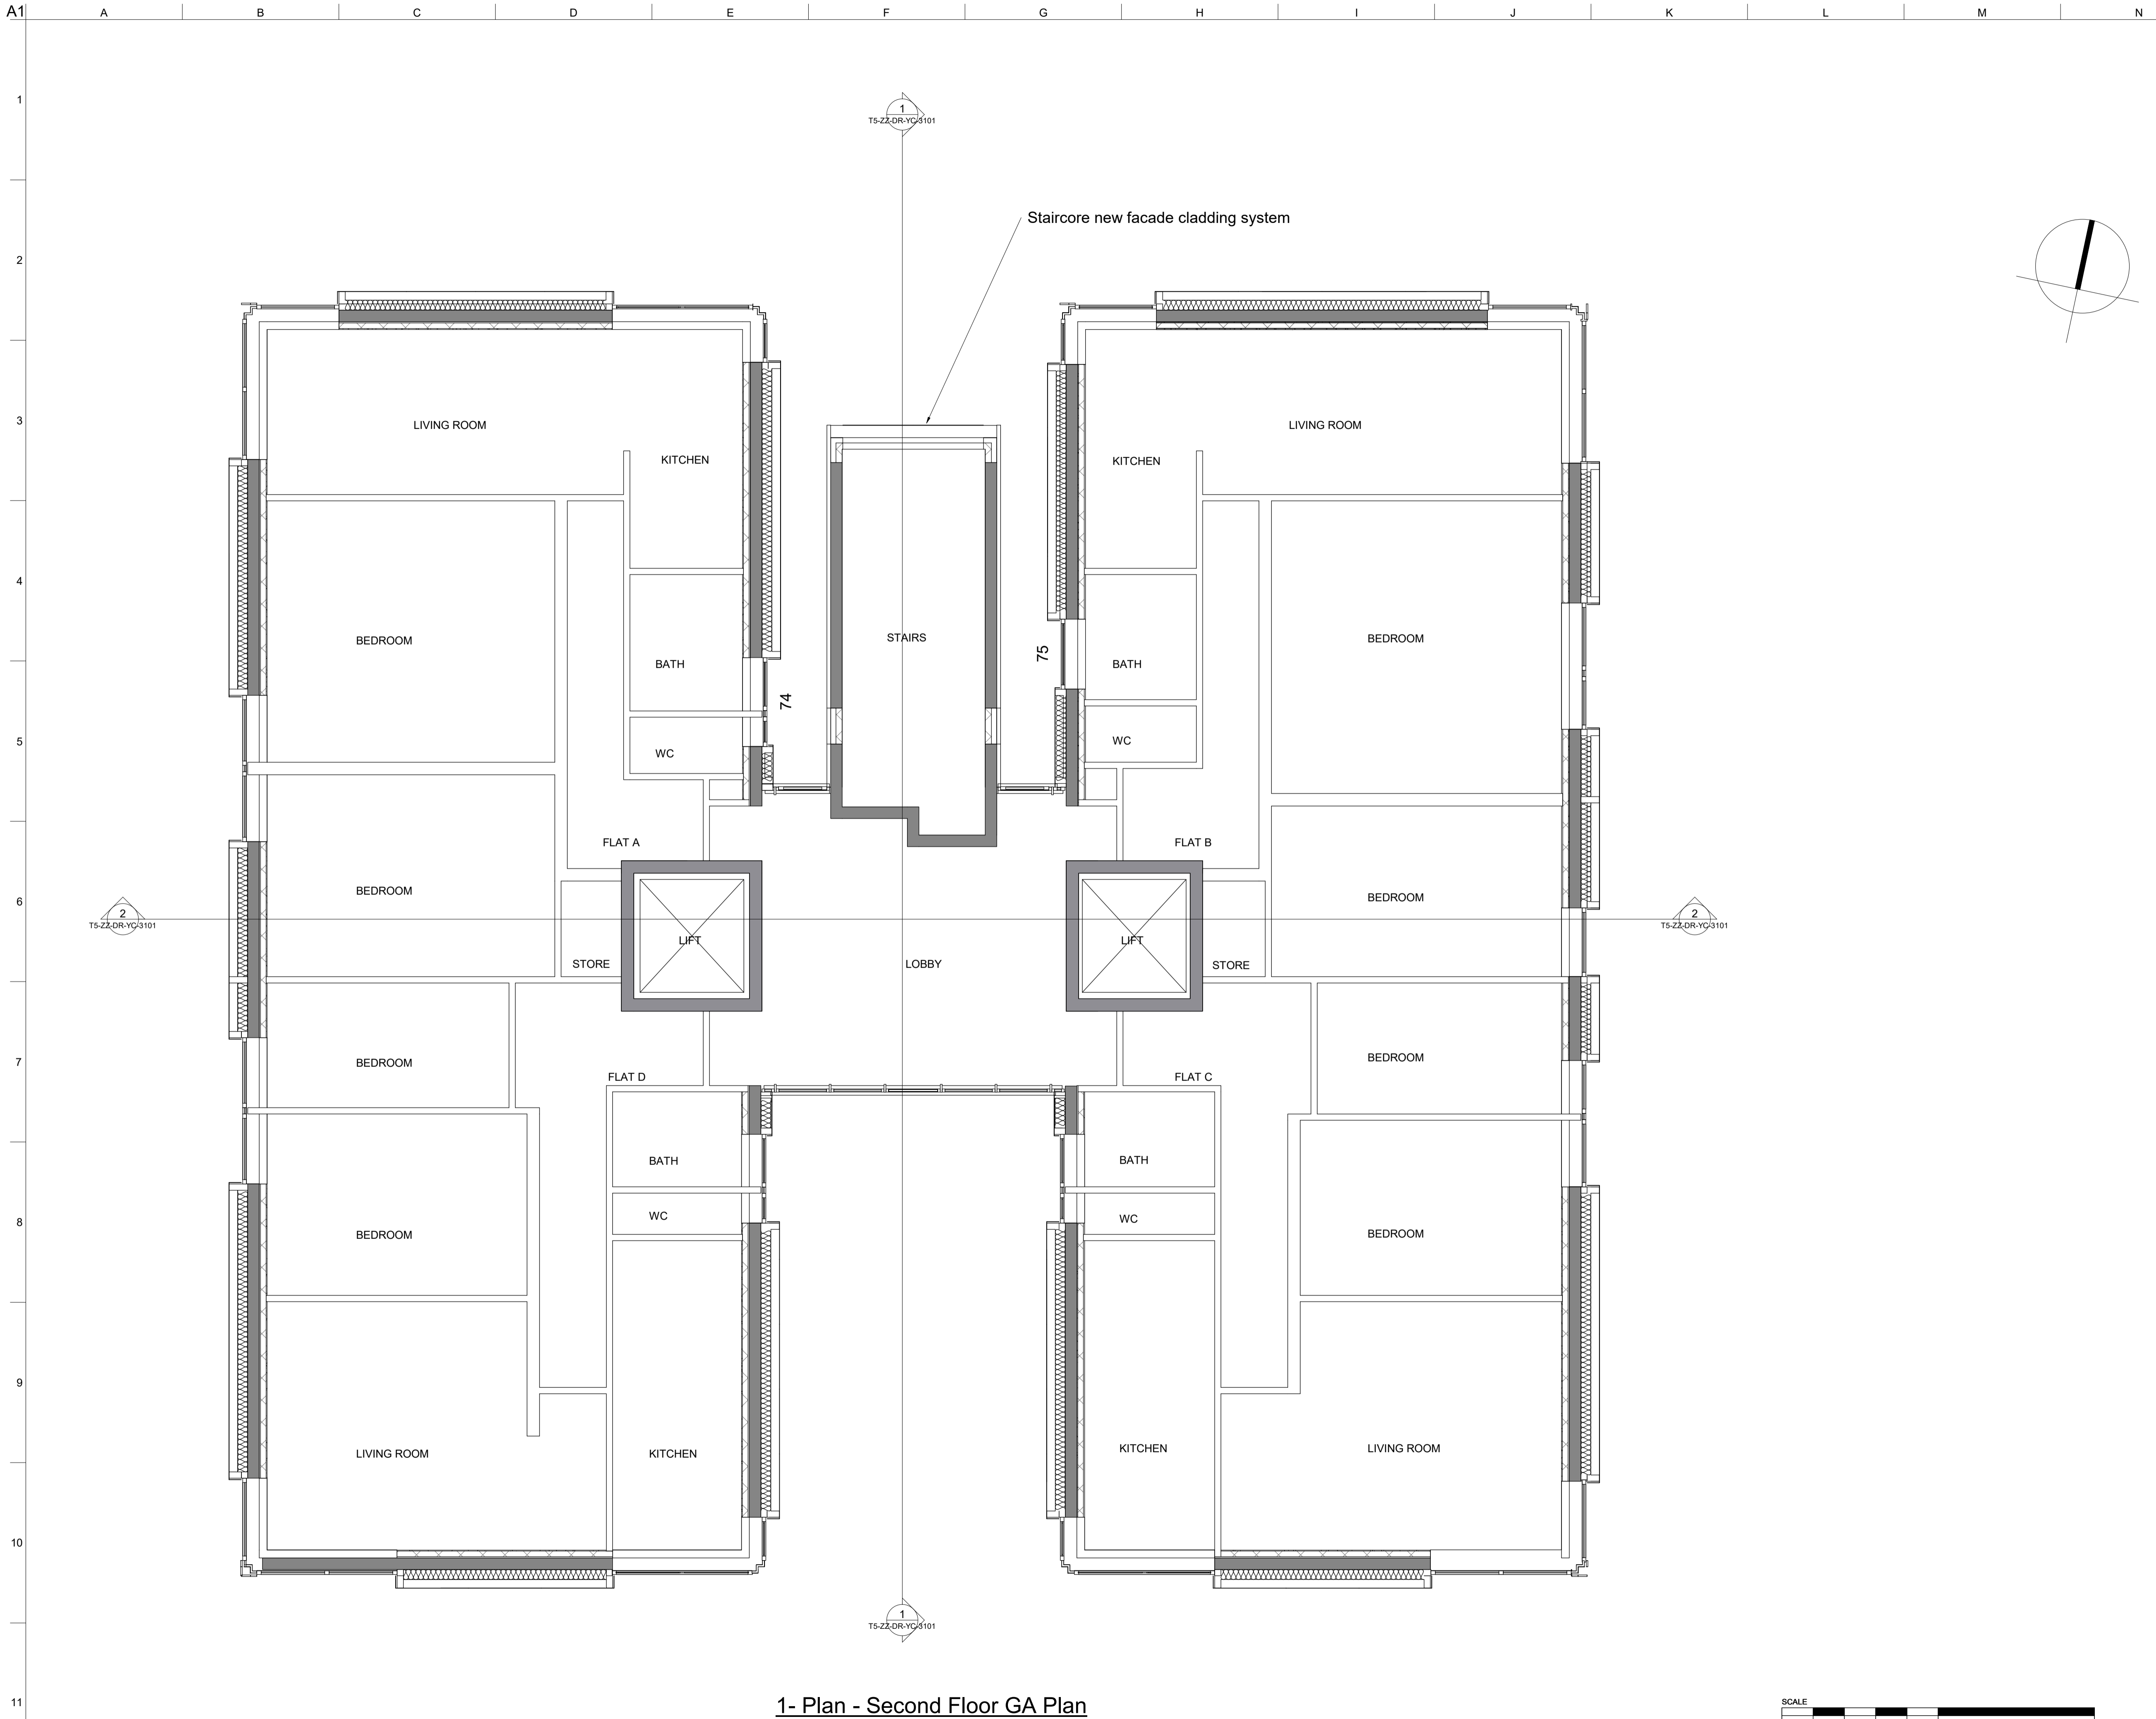 A1
A B C D E F G H I J K L M N
1
1
T5-ZZ-DR-YC-3101
Staircore new facade cladding system
2
3
LIVING ROOM
LIVING ROOM
KITCHEN
KITCHEN
4
STAIRS
BEDROOM
BEDROOM
75
BATH
BATH
74
5
WC
WC
FLAT A
FLAT B
BEDROOM
BEDROOM
6
2
T5-ZZ-DR-YC-3101
2
T5-ZZ-DR-YC-3101
LIFT
LIFT
STORE
LOBBY
STORE
7
BEDROOM
BEDROOM
FLAT D
FLAT C
BATH
BATH
8
WC
WC
BEDROOM
BEDROOM
9
LIVING ROOM
KITCHEN
KITCHEN
LIVING ROOM
10
1
T5-ZZ-DR-YC-3101
11
1- Plan - Second Floor GA Plan
SCALE